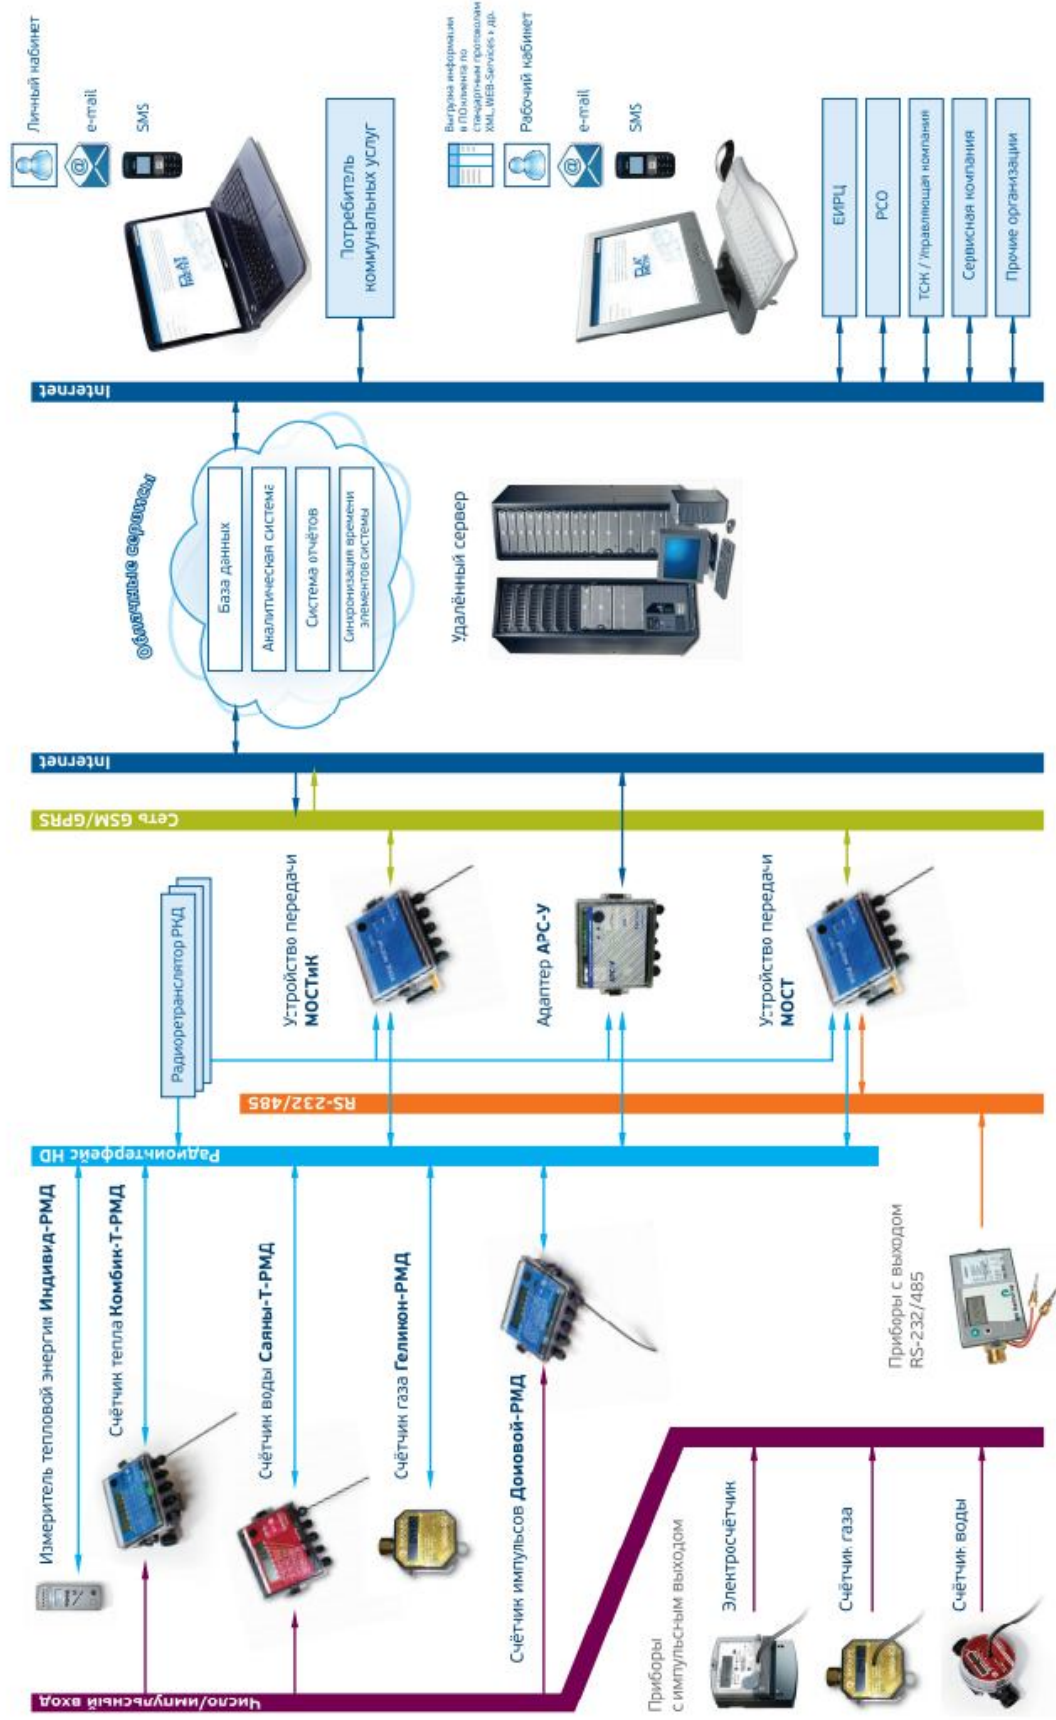 Личный кабинет
e-mail
SMS
Потребитель
коммунальных услуг
Выгрузка информации
в ПО клиента по
стандартным протоколам
XML, WEB-Services и др.
Рабочий кабинет
e-mail
SMS
ЕИРЦ
РСО
ТСЖ / Управляющая компания
Сервисная компания
Прочие организации
Internet
Облачные сервисы
База данных
Аналитическая система
Система отчётов
Синхронизация времени
элементов системы
Удалённый сервер
Internet
Сеть GSM/GPRS
Радиоретранслятор РКД
Устройство передачи
МОСТиК
Адаптер АРС-У
Устройство передачи
МОСТ
RS-232/485
Радиоинтерфейс HD
Измеритель тепловой энергии Индивид-РМД
Счётчик тепла Комбик-Т-РМД
Счётчик воды Саяны-Т-РМД
Счётчик газа Геликон-РМД
Счётчик импульсов Домовой-РМД
Приборы с выходом
RS-232/485
Число/импульсный вход
Приборы
с импульсным выходом
Электросчётчик
Счётчик газа
Счётчик воды